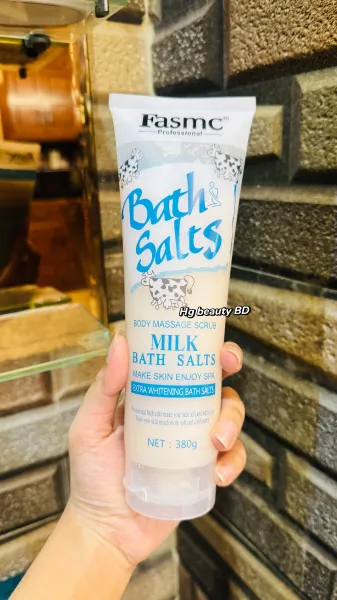 Fasmc®
Professional
Bath
Salts
Hg beauty BD
BODY MASSAGE SCRUB
MILK
BATH SALTS
MAKE SKIN ENJOY SPA
EXTRA WHITENING BATH SALTS
NET : 380g